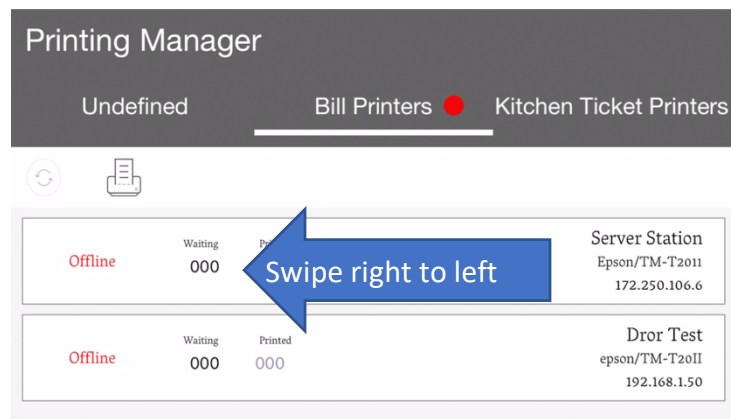 Printing Manager
Undefined Bill Printers Kitchen Ticket Printers
Offline
Waiting
000
Swipe right to left
Server Station
Epson/TM-T2011
172.250.106.6
Offline
Waiting
000
Printed
000
Dror Test
epson/TM-T20II
192.168.1.50